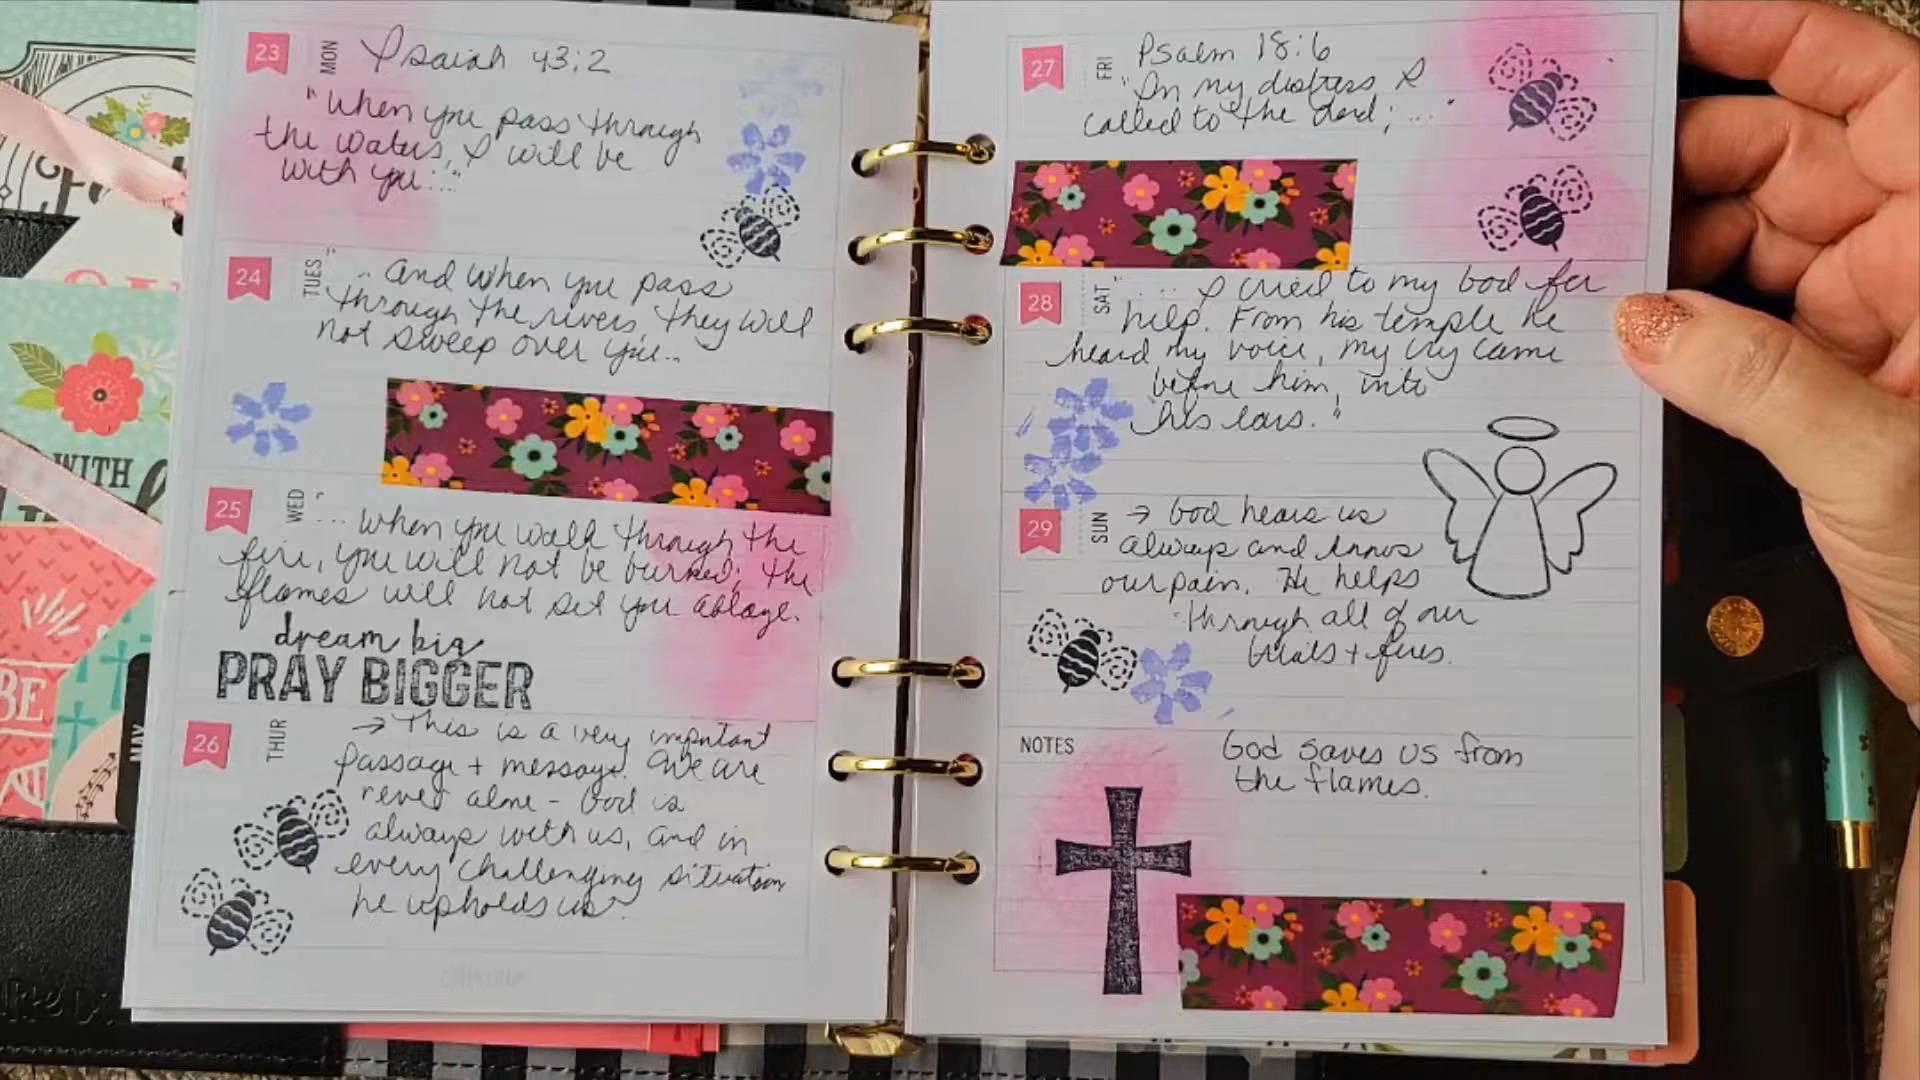 23
MON
Isaiah 43:2
"When you pass through
the waters, I will be
with you..."
24
TUES
"... and when you pass
through the rivers, they will
not sweep over you...
25
WED
"... when you walk through the
fire, you will not be burned; the
flames will not set you ablaze.
dream big
PRAY BIGGER
26
THUR
→ This is a very important
passage + message. We are
never alone - God is
always with us, and in
every challenging situation
he upholds us.
27
FRI
Psalm 18:6
"In my distress I
called to the Lord; ..."
28
SAT
"... I cried to my God for
help. From his temple he
heard my voice, my cry came
before him, into
his ears."
29
SUN
→ God hears us
always and knows
our pain. He helps
through all of our
trials + fires.
NOTES
God saves us from
the flames.
WITH
BE
MAY